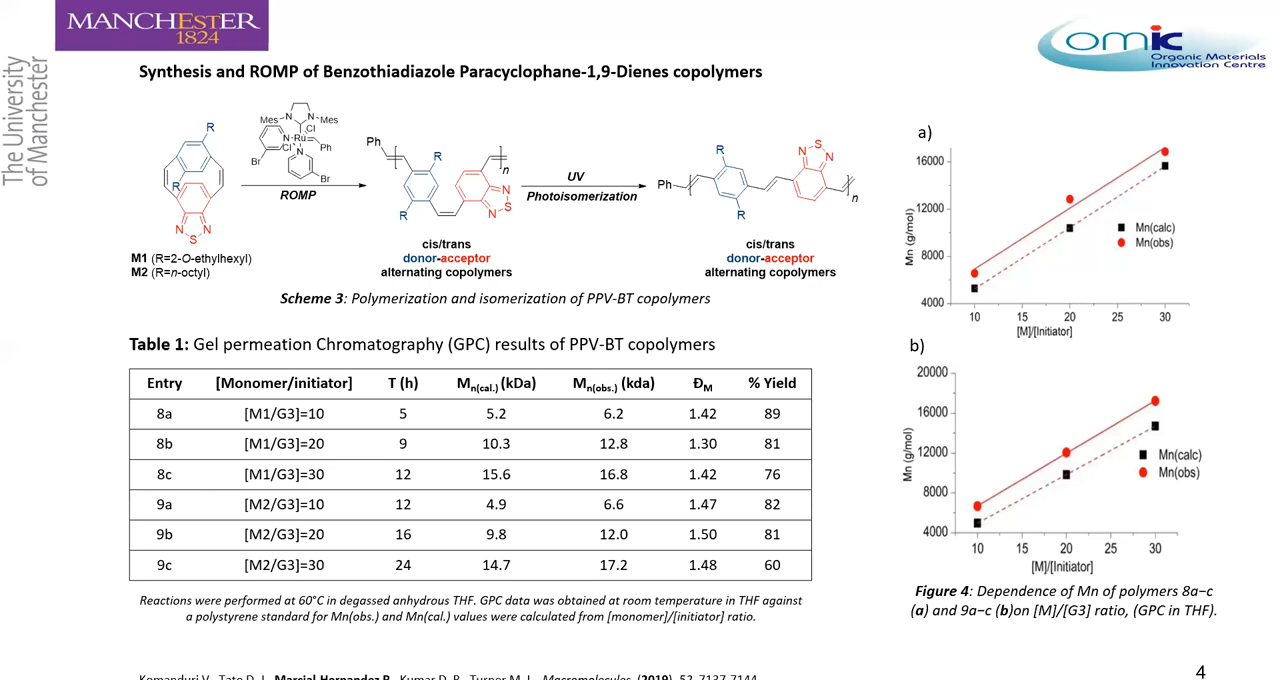 MANCHESTER
1824
The University
of Manchester
omic
Organic Materials
Innovation Centre
Synthesis and ROMP of Benzothiadiazole Paracyclophane-1,9-Dienes copolymers
R
R
N
S
N
M1 (R=2-O-ethylhexyl)
M2 (R=n-octyl)
Mes
N
N
Mes
Cl
Ru
Cl
Ph
N
N
Br
Br
ROMP
Ph
R
R
n
N
S
N
cis/trans
donor-acceptor
alternating copolymers
UV
Photoisomerization
Ph
R
R
N
S
N
n
cis/trans
donor-acceptor
alternating copolymers
Scheme 3: Polymerization and isomerization of PPV-BT copolymers
Table 1: Gel permeation Chromatography (GPC) results of PPV-BT copolymers
Entry [Monomer/initiator] T (h) Mn(cal.) (kDa) Mn(obs.) (kda) ĐM % Yield
8a [M1/G3]=10 5 5.2 6.2 1.42 89
8b [M1/G3]=20 9 10.3 12.8 1.30 81
8c [M1/G3]=30 12 15.6 16.8 1.42 76
9a [M2/G3]=10 12 4.9 6.6 1.47 82
9b [M2/G3]=20 16 9.8 12.0 1.50 81
9c [M2/G3]=30 24 14.7 17.2 1.48 60
Reactions were performed at 60°C in degassed anhydrous THF. GPC data was obtained at room temperature in THF against
a polystyrene standard for Mn(obs.) and Mn(cal.) values were calculated from [monomer]/[initiator] ratio.
a)
Mn (g/mol)
16000
12000
8000
4000
10 15 20 25 30
[M]/[Initiator]
Mn(calc)
Mn(obs)
b)
Mn (g/mol)
20000
16000
12000
8000
4000
10 15 20 25 30
[M]/[Initiator]
Mn(calc)
Mn(obs)
Figure 4: Dependence of Mn of polymers 8a−c
(a) and 9a−c (b)on [M]/[G3] ratio, (GPC in THF).
Komanduri V., Tate D. J., Marcial-Hernandez R., Kumar D. R., Turner M. L., Macromolecules, (2019), 52, 7137-7144
4